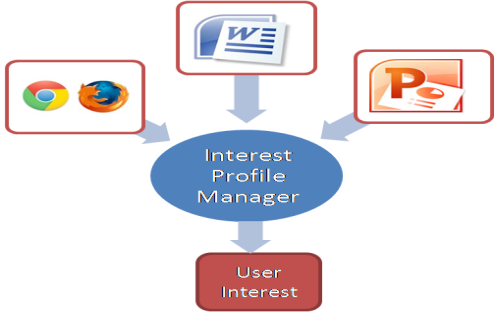 W
P
Interest
Profile
Manager
User
Interest